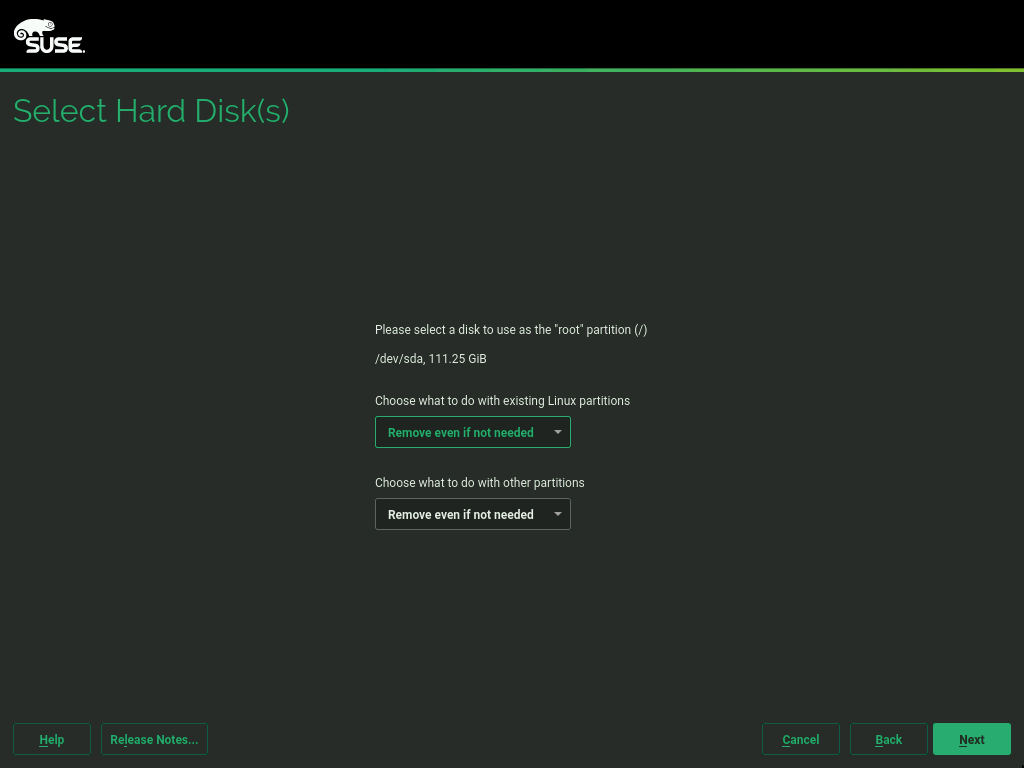 SUSE.
Select Hard Disk(s)
Please select a disk to use as the "root" partition (/)
/dev/sda, 111.25 GiB
Choose what to do with existing Linux partitions
Remove even if not needed
Choose what to do with other partitions
Remove even if not needed
Help Release Notes... Cancel Back Next